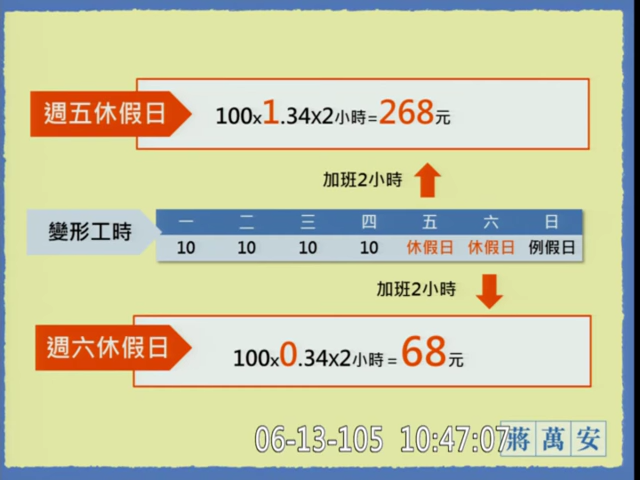 週五休假日
100x1.34x2小時=268元
加班2小時
變形工時
一 二 三 四 五 六 日
10 10 10 10 休假日 休假日 例假日
加班2小時
週六休假日
100x0.34x2小時=68元
06-13-105 10:47:07
蔣萬安